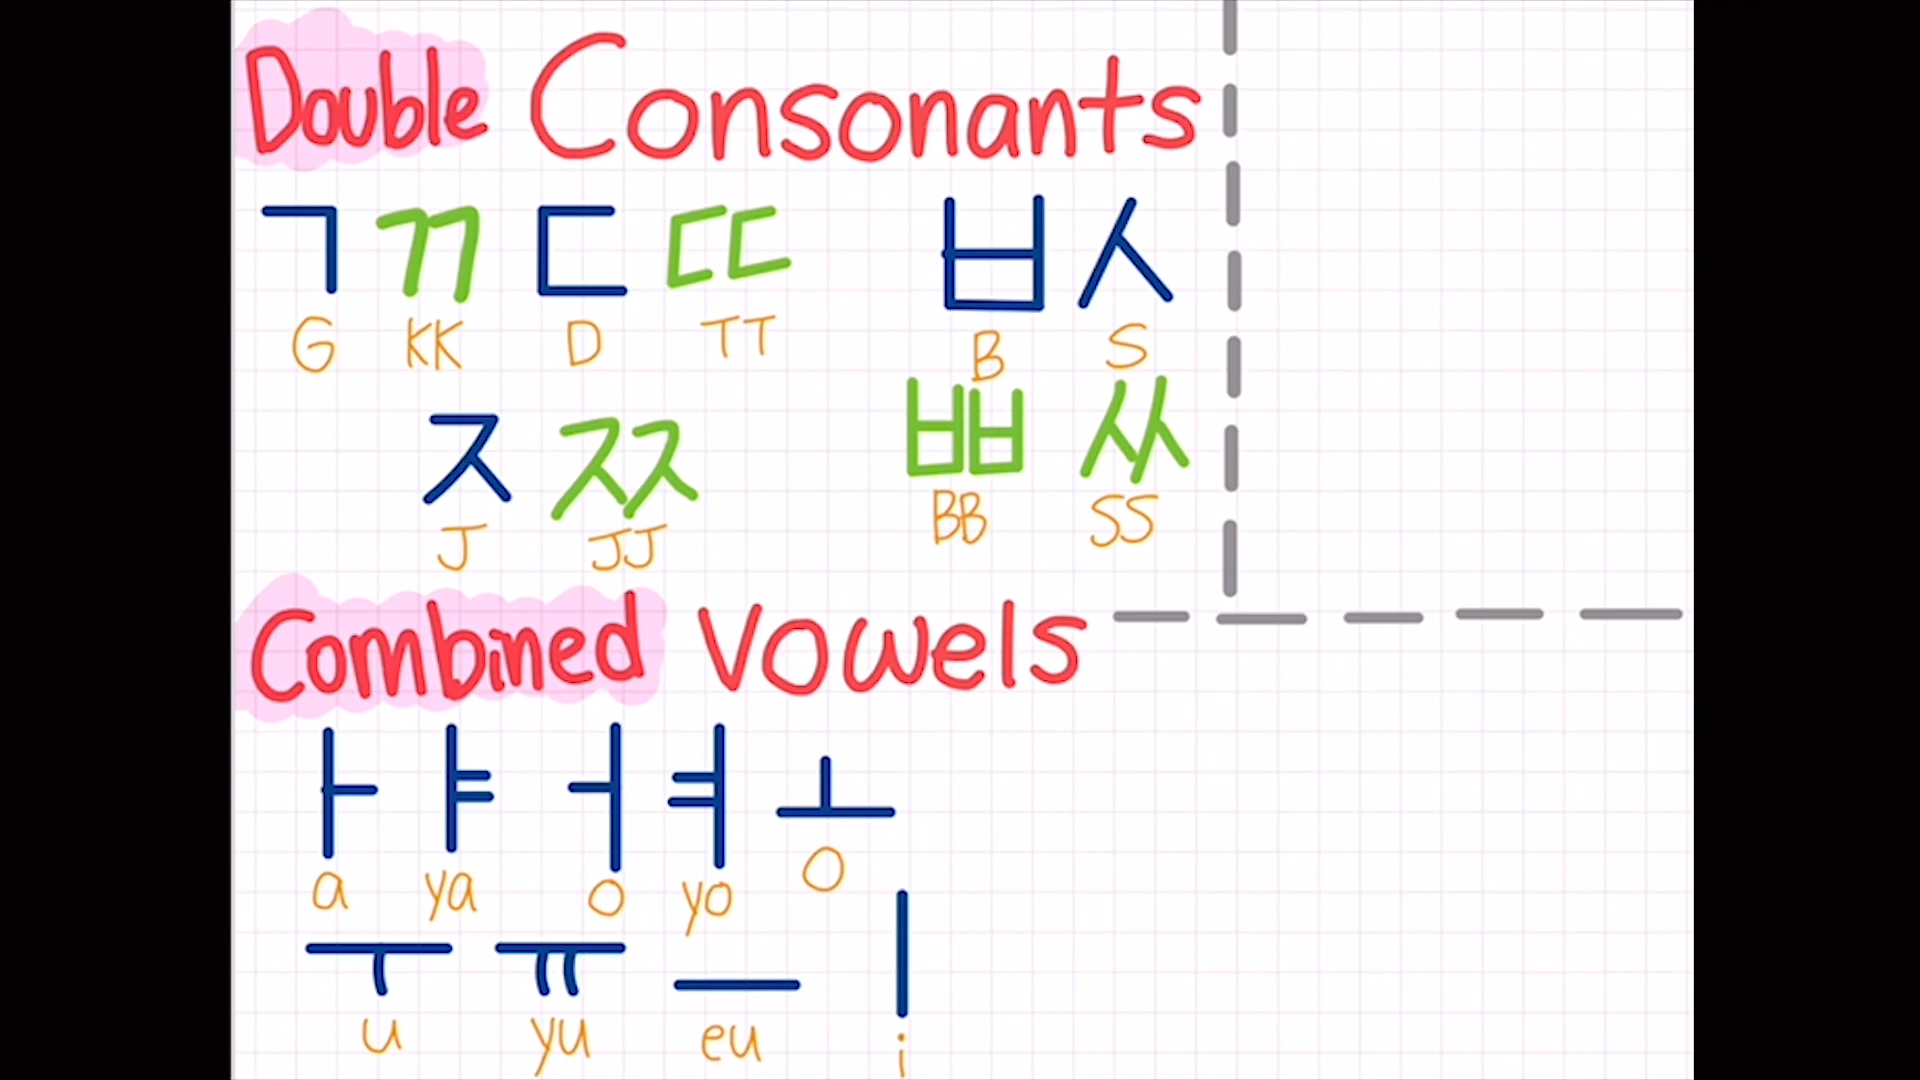 Double Consonants
ㄱ ㄲ ㄷ ㄸ ㅂ ㅅ
G KK D TT B S
ㅈ ㅉ ㅃ ㅆ
J JJ BB SS
Combined Vowels
ㅏ ㅑ ㅓ ㅕ ㅗ
a ya o yo o
ㅜ ㅠ ㅡ ㅣ
u yu eu i